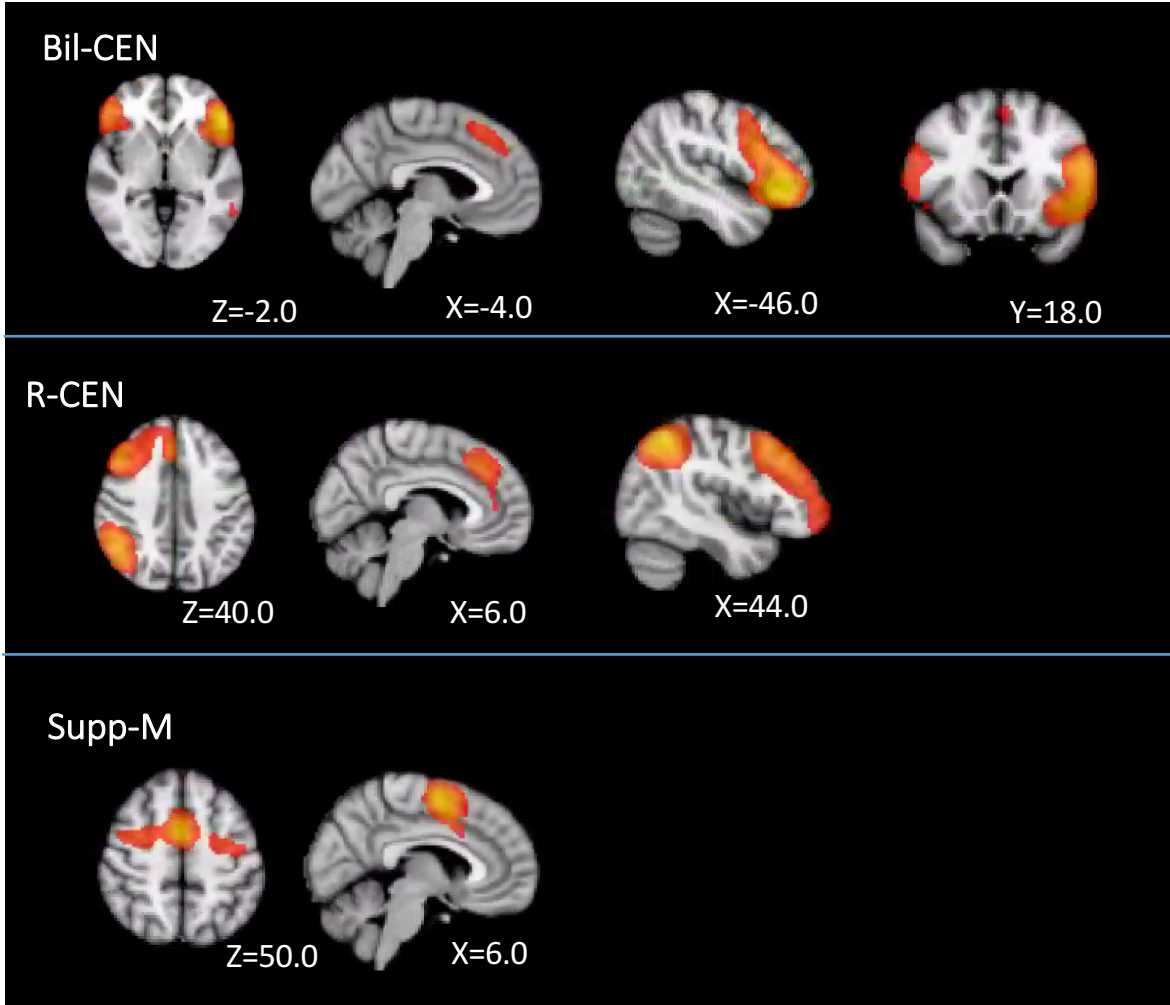 Bil-CEN
Z=-2.0
X=-4.0
X=-46.0
Y=18.0
R-CEN
Z=40.0
X=6.0
X=44.0
Supp-M
Z=50.0
X=6.0